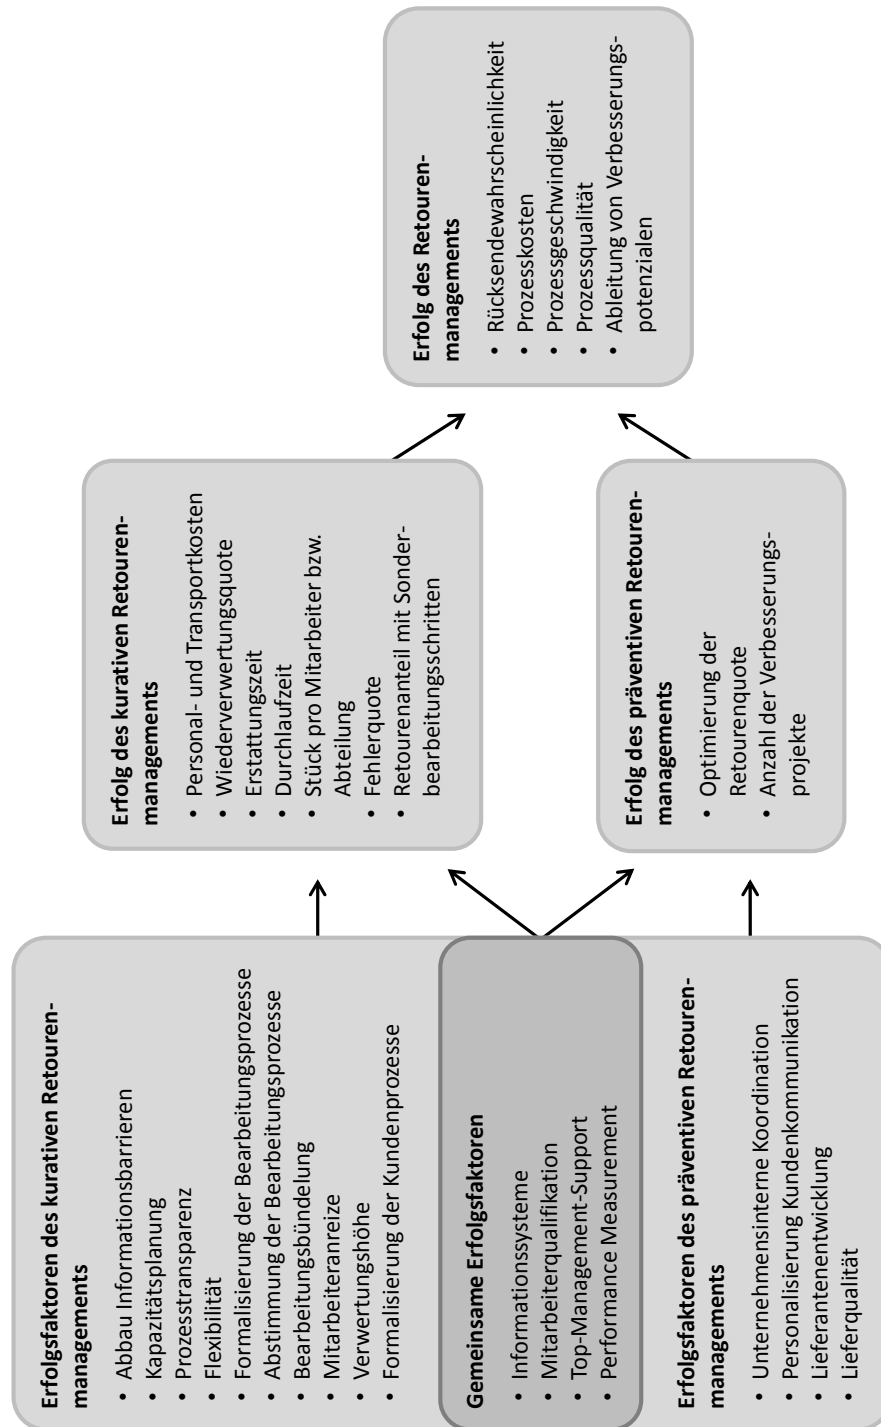 Erfolgsfaktoren des kurativen Retouren-
managements
• Abbau Informationsbarrieren
• Kapazitätsplanung
• Prozesstransparenz
• Flexibilität
• Formalisierung der Bearbeitungsprozesse
• Abstimmung der Bearbeitungsprozesse
• Bearbeitungsbündelung
• Mitarbeiteranreize
• Verwertungshöhe
• Formalisierung der Kundenprozesse
Gemeinsame Erfolgsfaktoren
• Informationssysteme
• Mitarbeiterqualifikation
• Top-Management-Support
• Performance Measurement
Erfolgsfaktoren des präventiven Retouren-
managements
• Unternehmensinterne Koordination
• Personalisierung Kundenkommunikation
• Lieferantenentwicklung
• Lieferqualität
Erfolg des kurativen Retouren-
managements
• Personal- und Transportkosten
• Wiederverwertungsquote
• Erstattungszeit
• Durchlaufzeit
• Stück pro Mitarbeiter bzw.
Abteilung
• Fehlerquote
• Retourenanteil mit Sonder-
bearbeitungsschritten
Erfolg des präventiven Retouren-
managements
• Optimierung der
Retourenquote
• Anzahl der Verbesserungs-
projekte
Erfolg des Retouren-
managements
• Rücksendewahrscheinlichkeit
• Prozesskosten
• Prozessgeschwindigkeit
• Prozessqualität
• Ableitung von Verbesserungs-
potenzialen